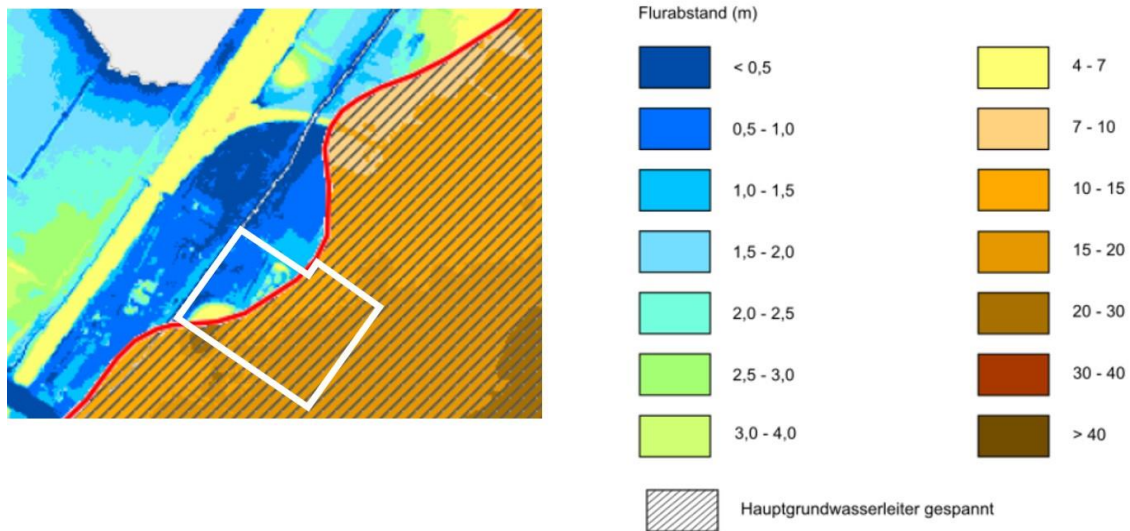 Flurabstand (m)
< 0,5
0,5 - 1,0
1,0 - 1,5
1,5 - 2,0
2,0 - 2,5
2,5 - 3,0
3,0 - 4,0
4 - 7
7 - 10
10 - 15
15 - 20
20 - 30
30 - 40
> 40
Hauptgrundwasserleiter gespannt